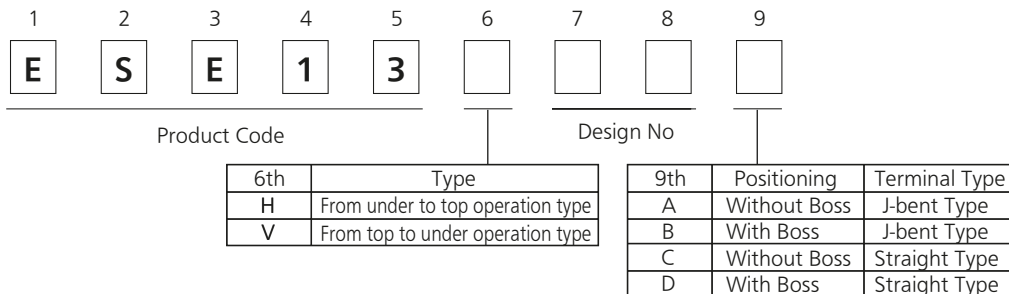 1 2 3 4 5 6 7 8 9
E S E 1 3
Product Code
Design No
6th Type
H From under to top operation type
V From top to under operation type
9th Positioning Terminal Type
A Without Boss J-bent Type
B With Boss J-bent Type
C Without Boss Straight Type
D With Boss Straight Type